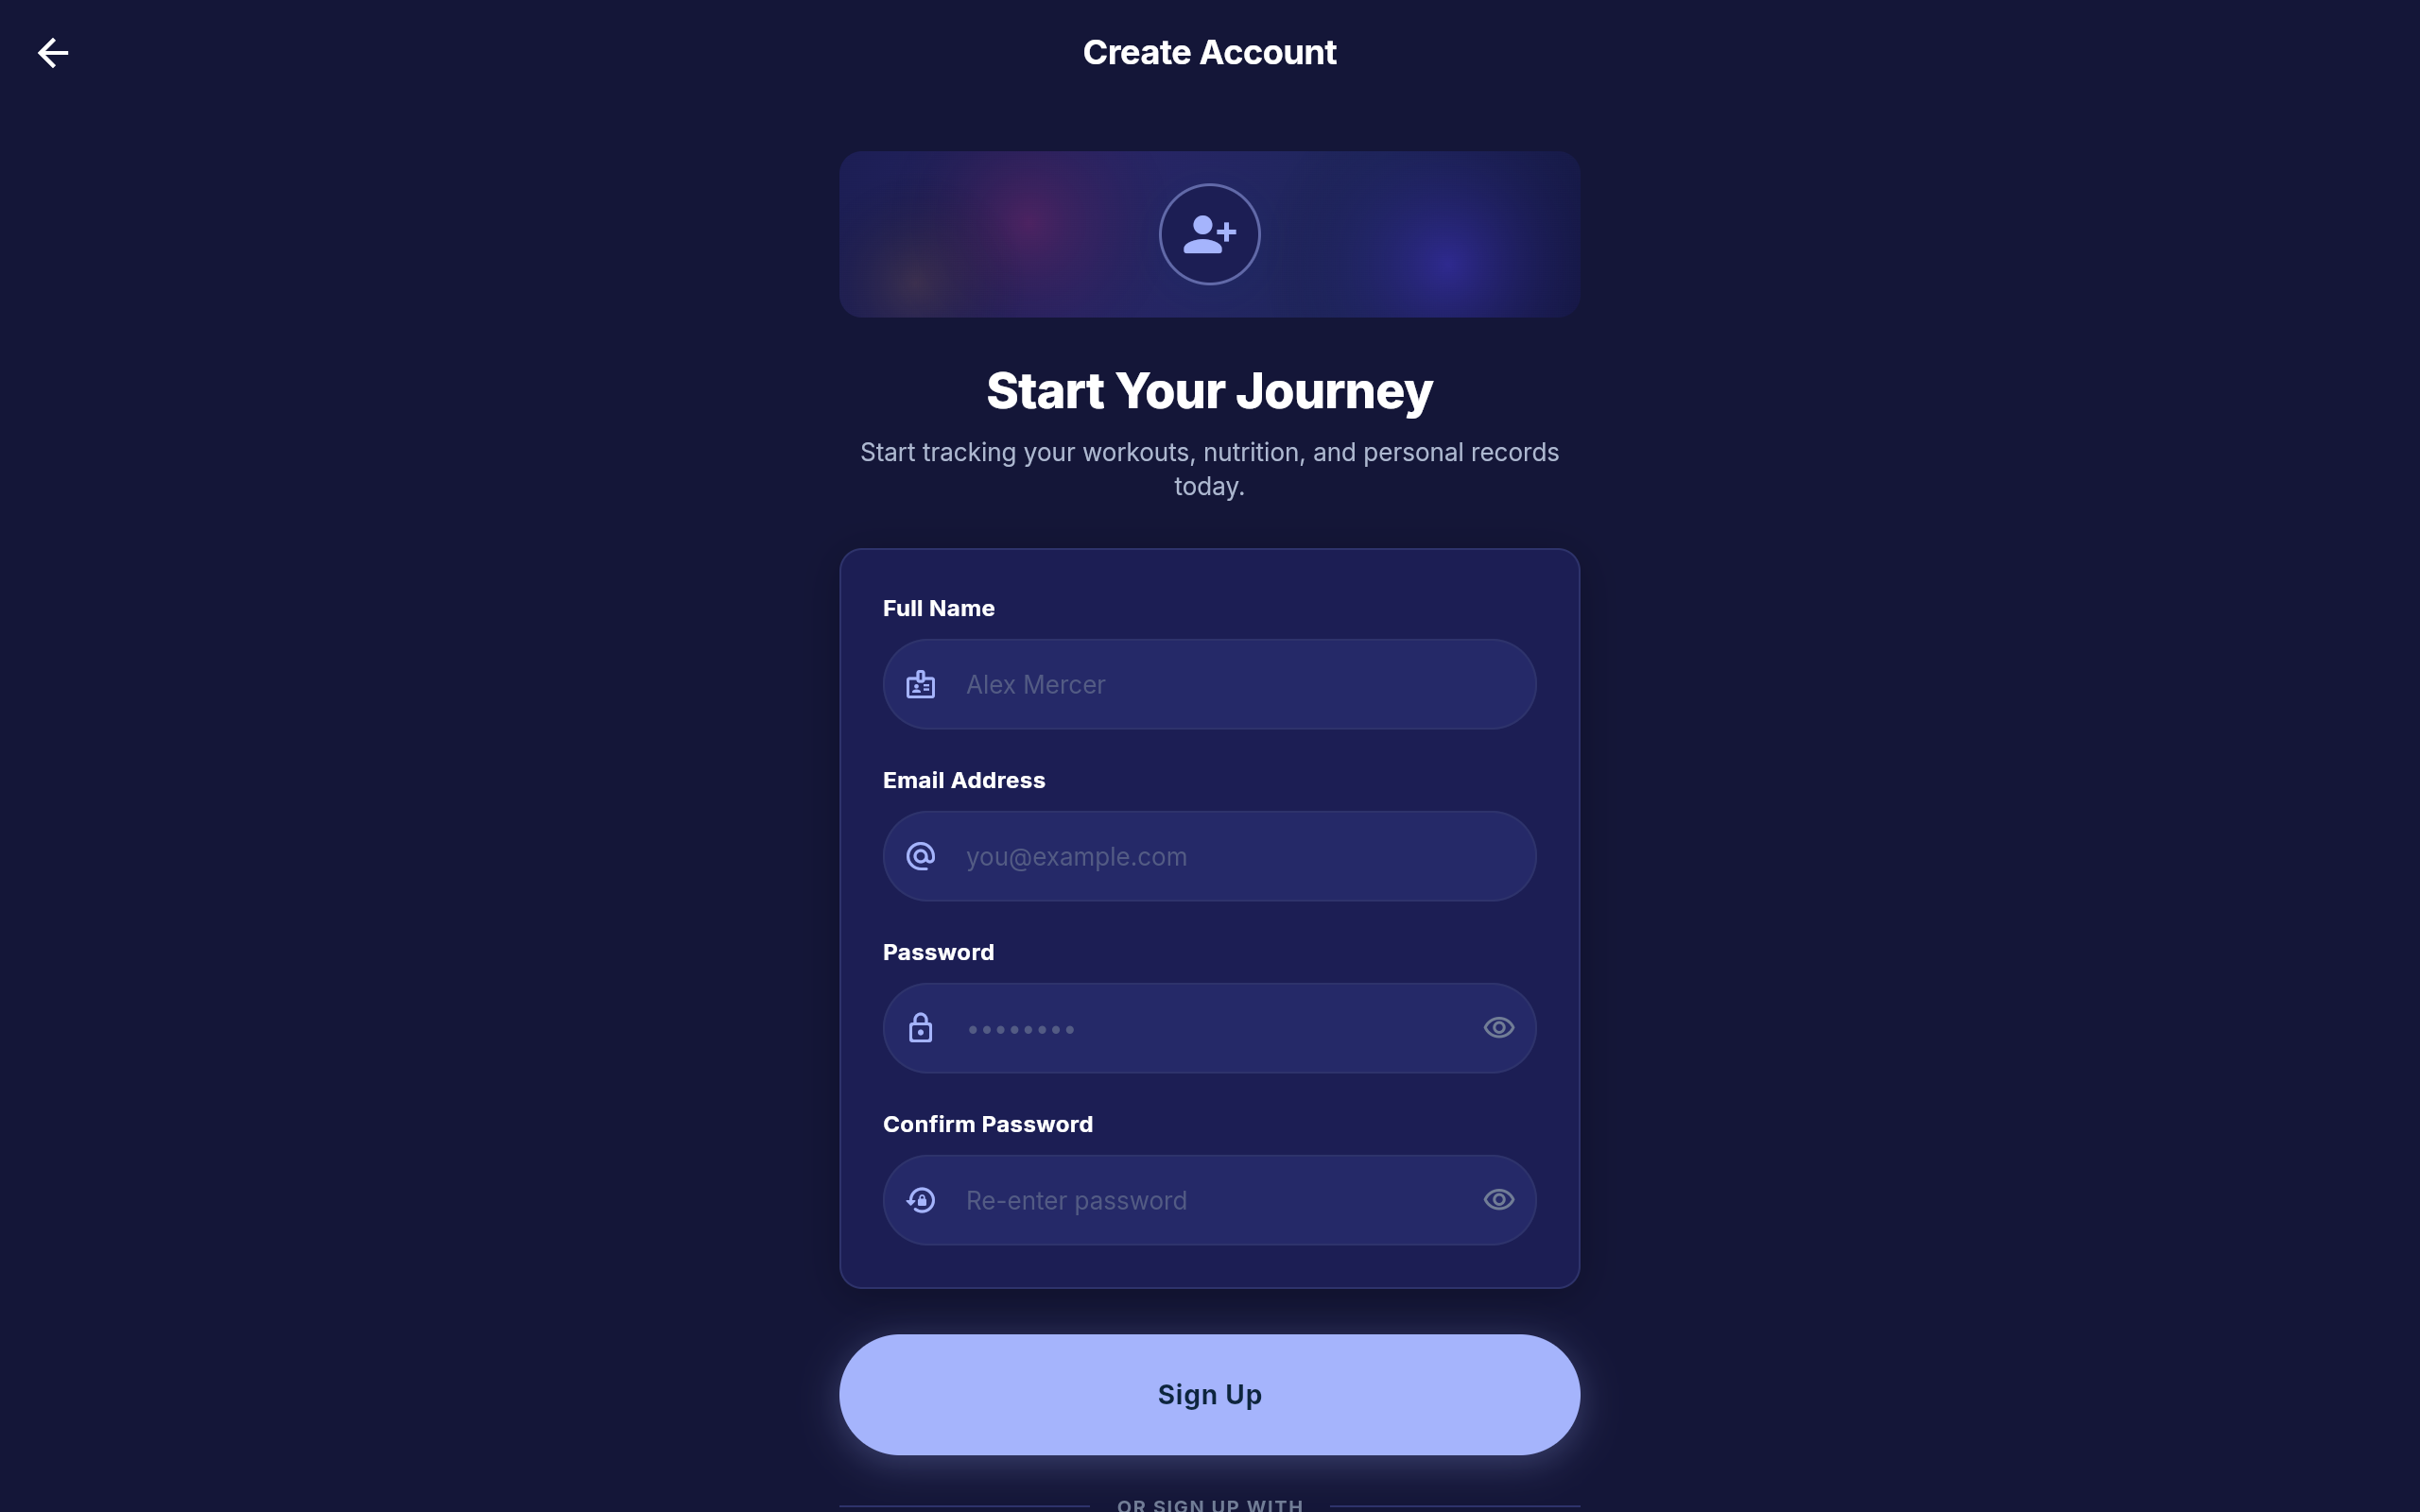 Create Account
Start Your Journey
Start tracking your workouts, nutrition, and personal records
today.
Full Name
Alex Mercer
Email Address
you@example.com
Password
••••••••
Confirm Password
Re-enter password
Sign Up
OR SIGN UP WITH